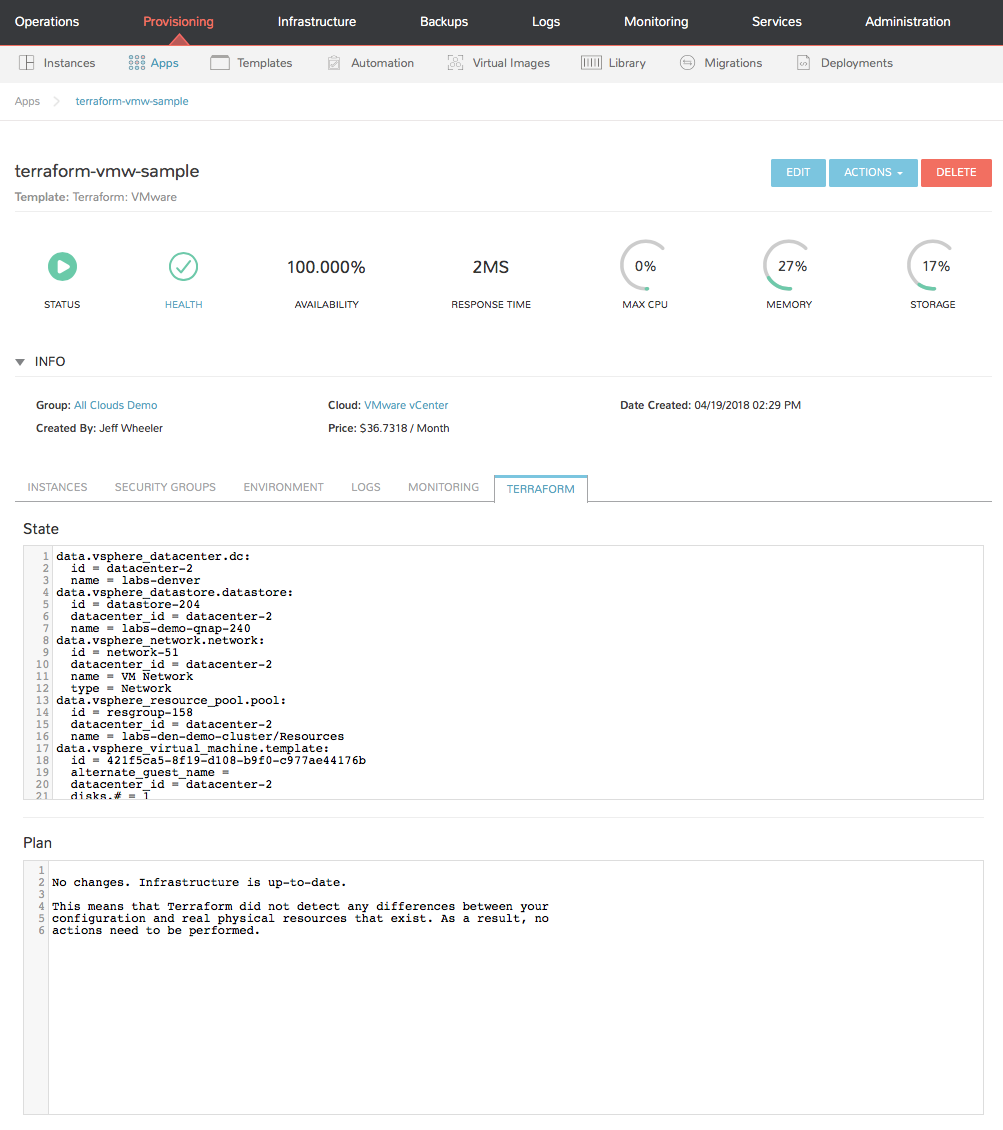 Operations Provisioning Infrastructure Backups Logs Monitoring Services Administration
Instances Apps Templates Automation Virtual Images Library Migrations Deployments
Apps terraform-vmw-sample
terraform-vmw-sample
EDIT ACTIONS DELETE
Template: Terraform: VMware
100.000% 2MS 0% 27% 17%
STATUS HEALTH AVAILABILITY RESPONSE TIME MAX CPU MEMORY STORAGE
INFO
Group: All Clouds Demo Cloud: VMware vCenter Date Created: 04/19/2018 02:29 PM
Created By: Jeff Wheeler Price: $36.7318 / Month
INSTANCES SECURITY GROUPS ENVIRONMENT LOGS MONITORING TERRAFORM
State
1 data.vsphere_datacenter.dc:
2 id = datacenter-2
3 name = labs-denver
4 data.vsphere_datastore.datastore:
5 id = datastore-204
6 datacenter_id = datacenter-2
7 name = labs-demo-qnap-240
8 data.vsphere_network.network:
9 id = network-51
10 datacenter_id = datacenter-2
11 name = VM Network
12 type = Network
13 data.vsphere_resource_pool.pool:
14 id = resgroup-158
15 datacenter_id = datacenter-2
16 name = labs-den-demo-cluster/Resources
17 data.vsphere_virtual_machine.template:
18 id = 421f5ca5-8f19-d108-b9f0-c977ae44176b
19 alternate_guest_name =
20 datacenter_id = datacenter-2
21 disks.# = 1
Plan
1
2 No changes. Infrastructure is up-to-date.
3
4 This means that Terraform did not detect any differences between your
5 configuration and real physical resources that exist. As a result, no
6 actions need to be performed.